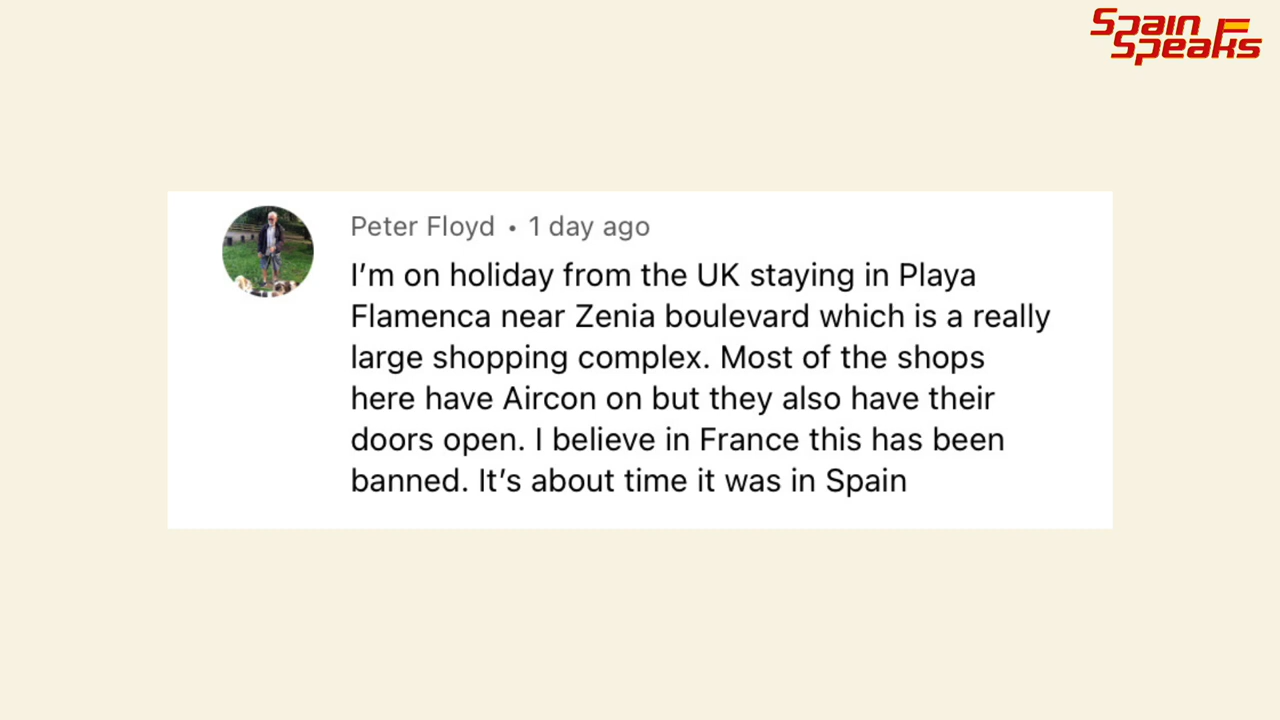 Spain
Speaks
Peter Floyd • 1 day ago
I’m on holiday from the UK staying in Playa
Flamenca near Zenia boulevard which is a really
large shopping complex. Most of the shops
here have Aircon on but they also have their
doors open. I believe in France this has been
banned. It’s about time it was in Spain